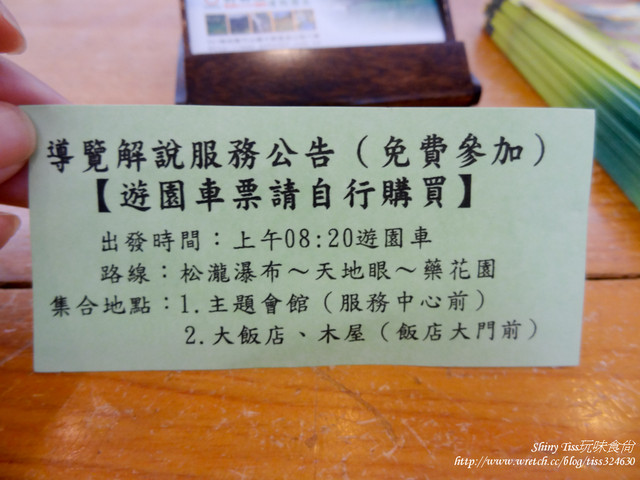 導覽解說服務公告（免費參加）
【遊園車票請自行購買】
出發時間：上午08:20遊園車
路線：松瀧瀑布～天地眼～藥花園
集合地點：1.主題會館（服務中心前）
2.大飯店、木屋（飯店大門前）
Shiny Tiss玩味食尚
http://www.wretch.cc/blog/tiss324630